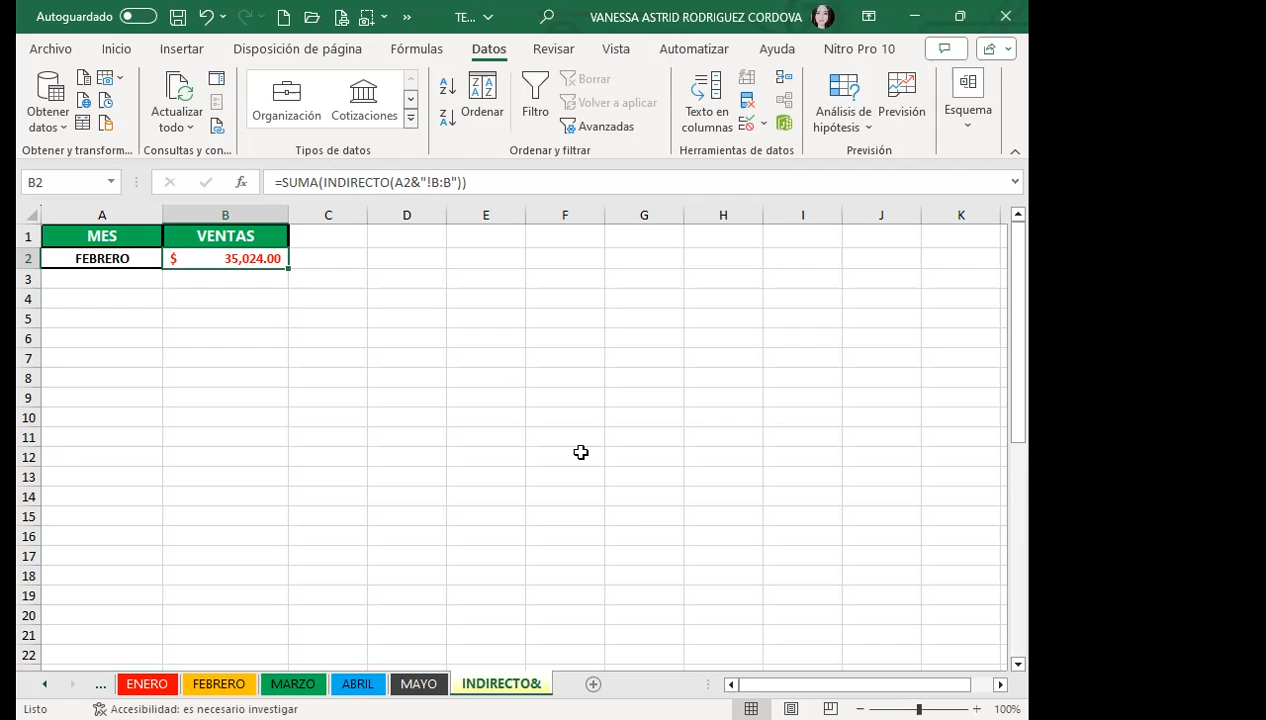 Autoguardado TE... VANESSA ASTRID RODRIGUEZ CORDOVA
Archivo Inicio Insertar Disposición de página Fórmulas Datos Revisar Vista Automatizar Ayuda Nitro Pro 10
Obtener datos
Actualizar todo
Organización Cotizaciones
Ordenar
Filtro
Borrar
Volver a aplicar
Avanzadas
Texto en columnas
Análisis de hipótesis
Previsión
Esquema
Obtener y transform... Consultas y con... Tipos de datos Ordenar y filtrar Herramientas de datos Previsión
B2 fx =SUMA(INDIRECTO(A2&"!B:B"))
A B C D E F G H I J K
1 MES VENTAS
2 FEBRERO $ 35,024.00
3
4
5
6
7
8
9
10
11
12
13
14
15
16
17
18
19
20
21
22
... ENERO FEBRERO MARZO ABRIL MAYO INDIRECTO&
Listo Accesibilidad: es necesario investigar 100%